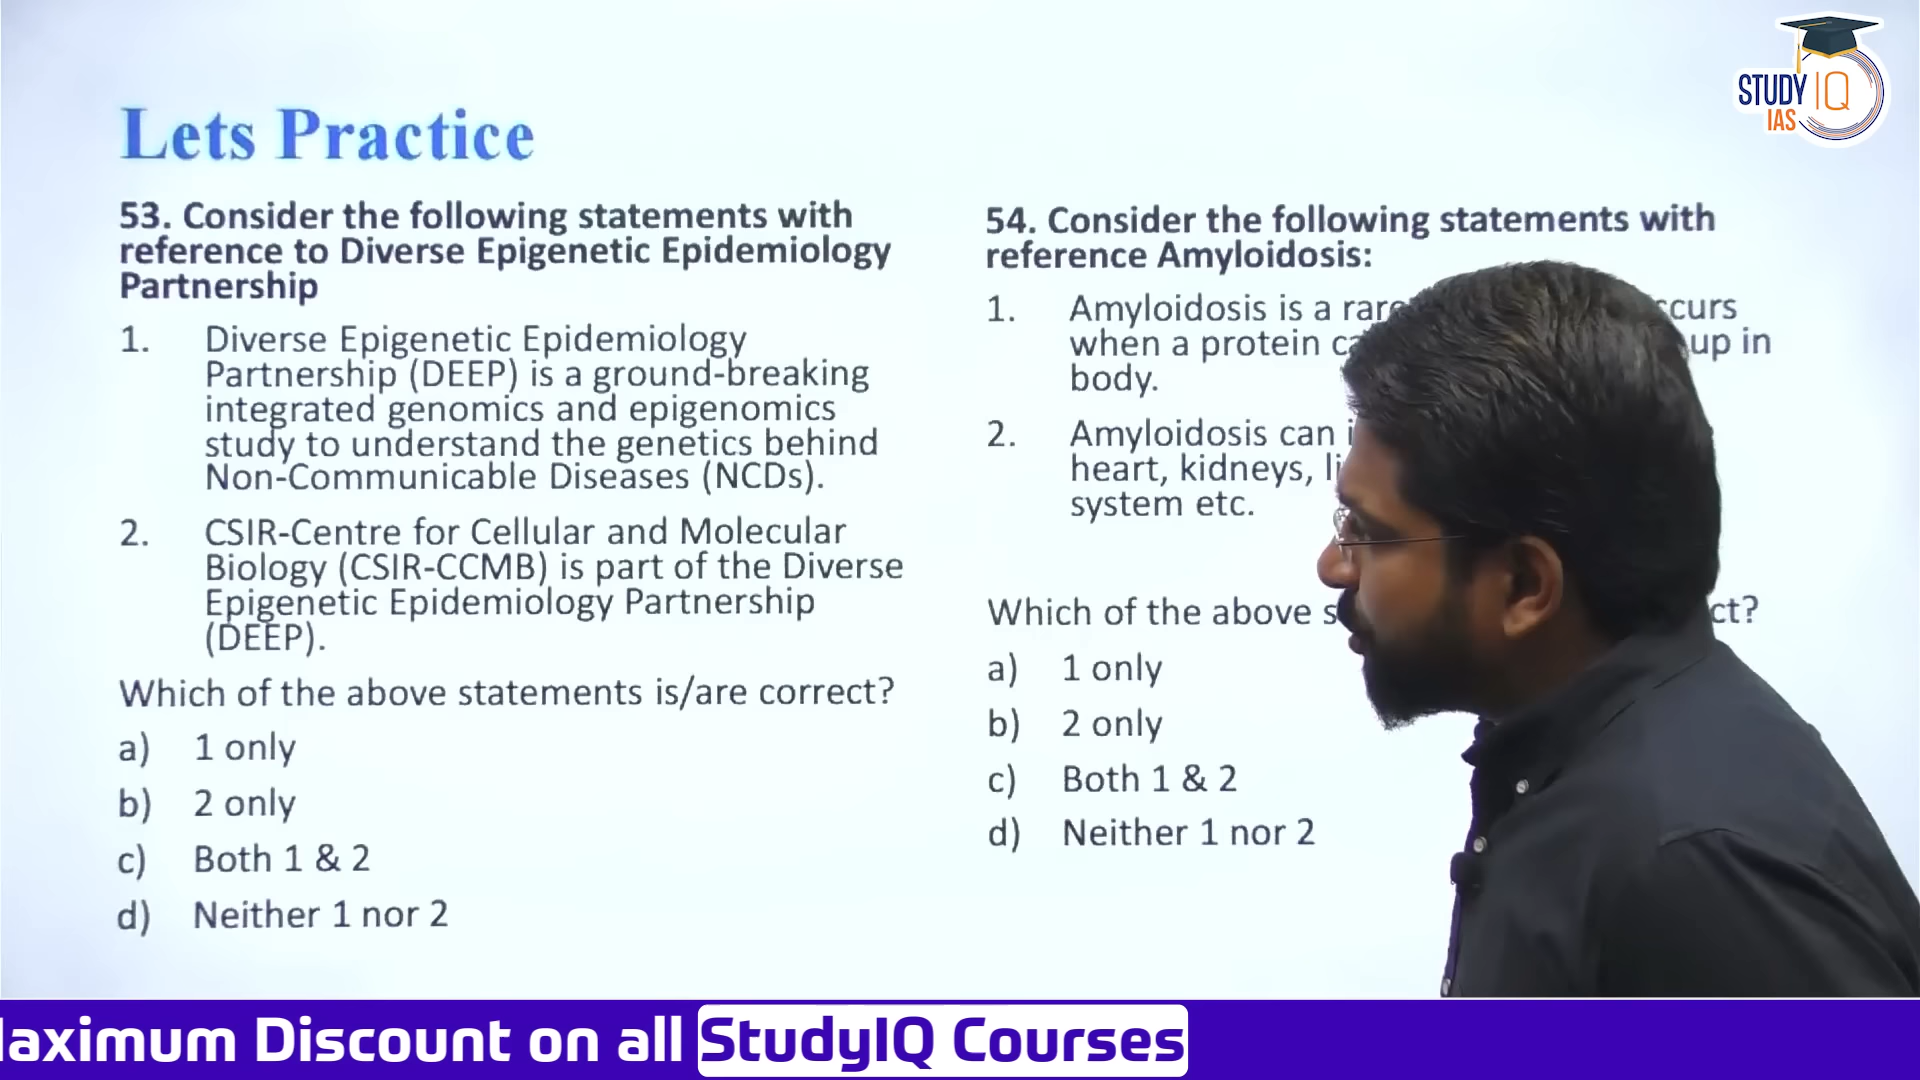 STUDY IQ
IAS
Lets Practice
53. Consider the following statements with
reference to Diverse Epigenetic Epidemiology
Partnership
1. Diverse Epigenetic Epidemiology
Partnership (DEEP) is a ground-breaking
integrated genomics and epigenomics
study to understand the genetics behind
Non-Communicable Diseases (NCDs).
2. CSIR-Centre for Cellular and Molecular
Biology (CSIR-CCMB) is part of the Diverse
Epigenetic Epidemiology Partnership
(DEEP).
Which of the above statements is/are correct?
a) 1 only
b) 2 only
c) Both 1 & 2
d) Neither 1 nor 2
54. Consider the following statements with
reference Amyloidosis:
1. Amyloidosis is a
when a protein up in
body.
2. Amyloidosis can
heart, kidneys,
system etc.
Which of the above
a) 1 only
b) 2 only
c) Both 1 & 2
d) Neither 1 nor 2
aximum Discount on all StudyIQ Courses